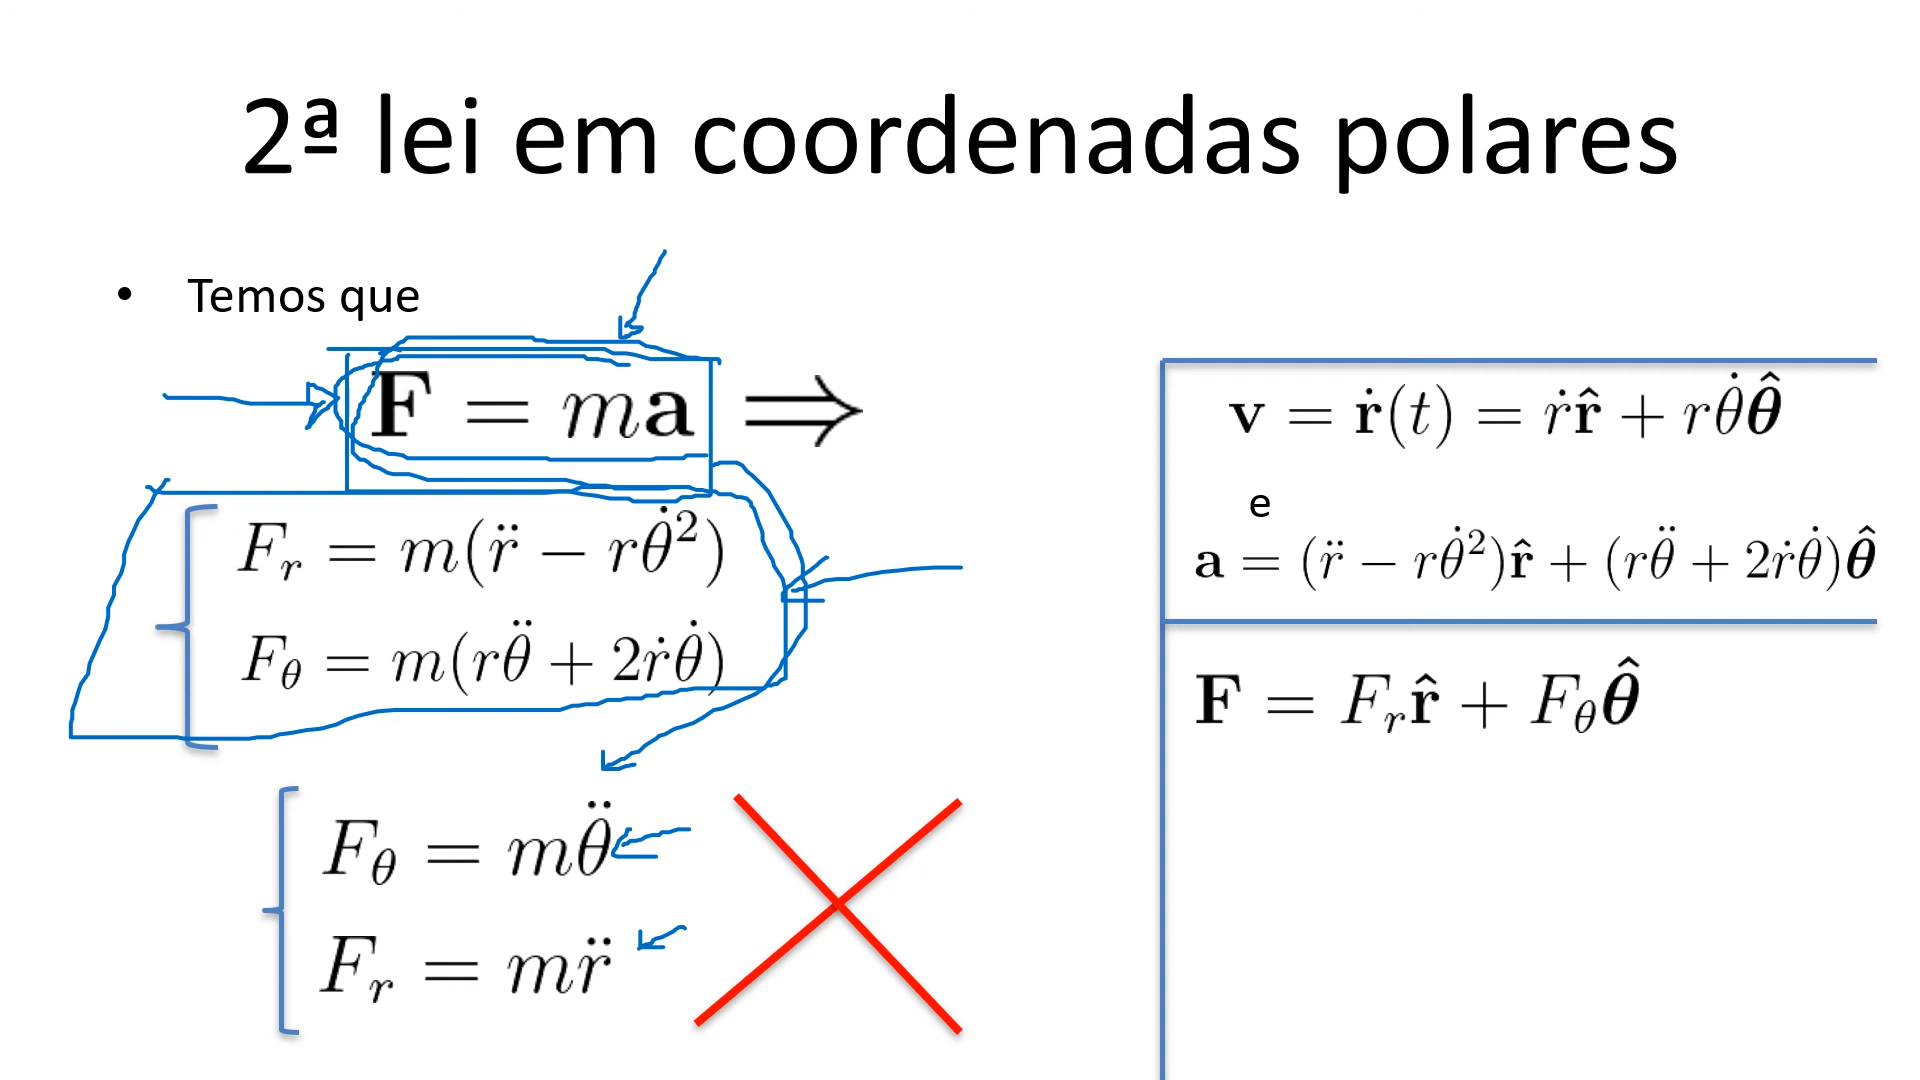 2ª lei em coordenadas polares
• Temos que
F = ma ⇒
F_r = m(r̈ − rθ̇²)
F_θ = m(rθ̈ + 2ṙθ̇)
F_θ = mθ̈
F_r = mr̈
v = ṙ(t) = ṙr̂ + rθ̇θ̂
e
a = (r̈ − rθ̇²)r̂ + (rθ̈ + 2ṙθ̇)θ̂
F = F_r r̂ + F_θ θ̂